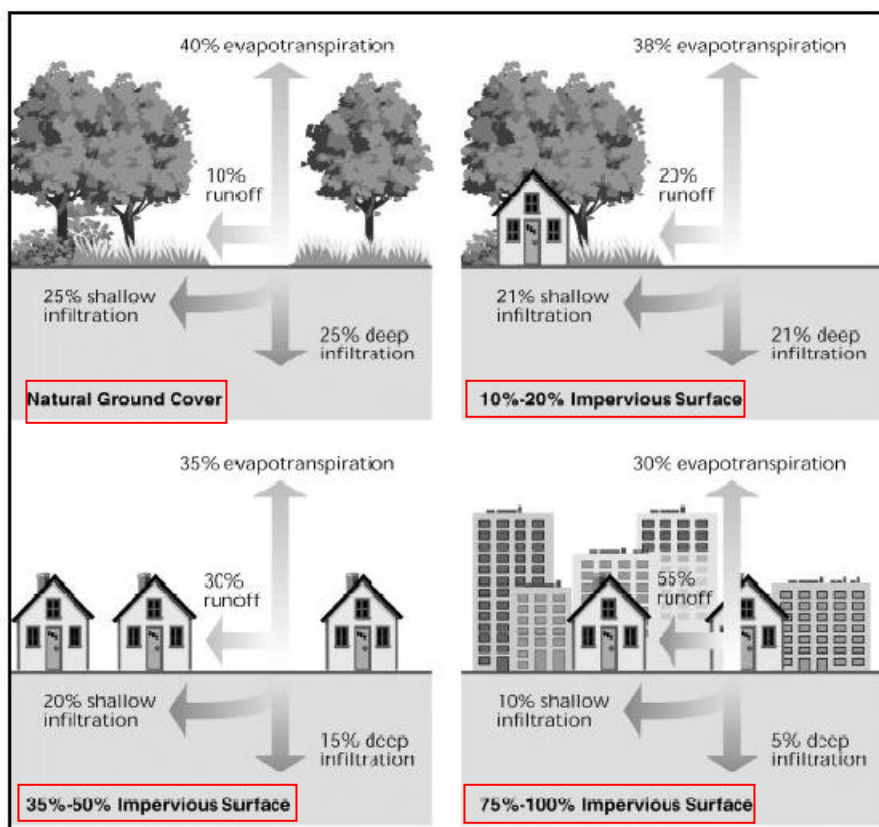 40% evapotranspiration
10%
runoff
25% shallow
infiltration
25% deep
infiltration
Natural Ground Cover
38% evapotranspiration
20%
runoff
21% shallow
infiltration
21% deep
infiltration
10%-20% Impervious Surface
35% evapotranspiration
30%
runoff
20% shallow
infiltration
15% deep
infiltration
35%-50% Impervious Surface
30% evapotranspiration
55%
runoff
10% shallow
infiltration
5% deep
infiltration
75%-100% Impervious Surface